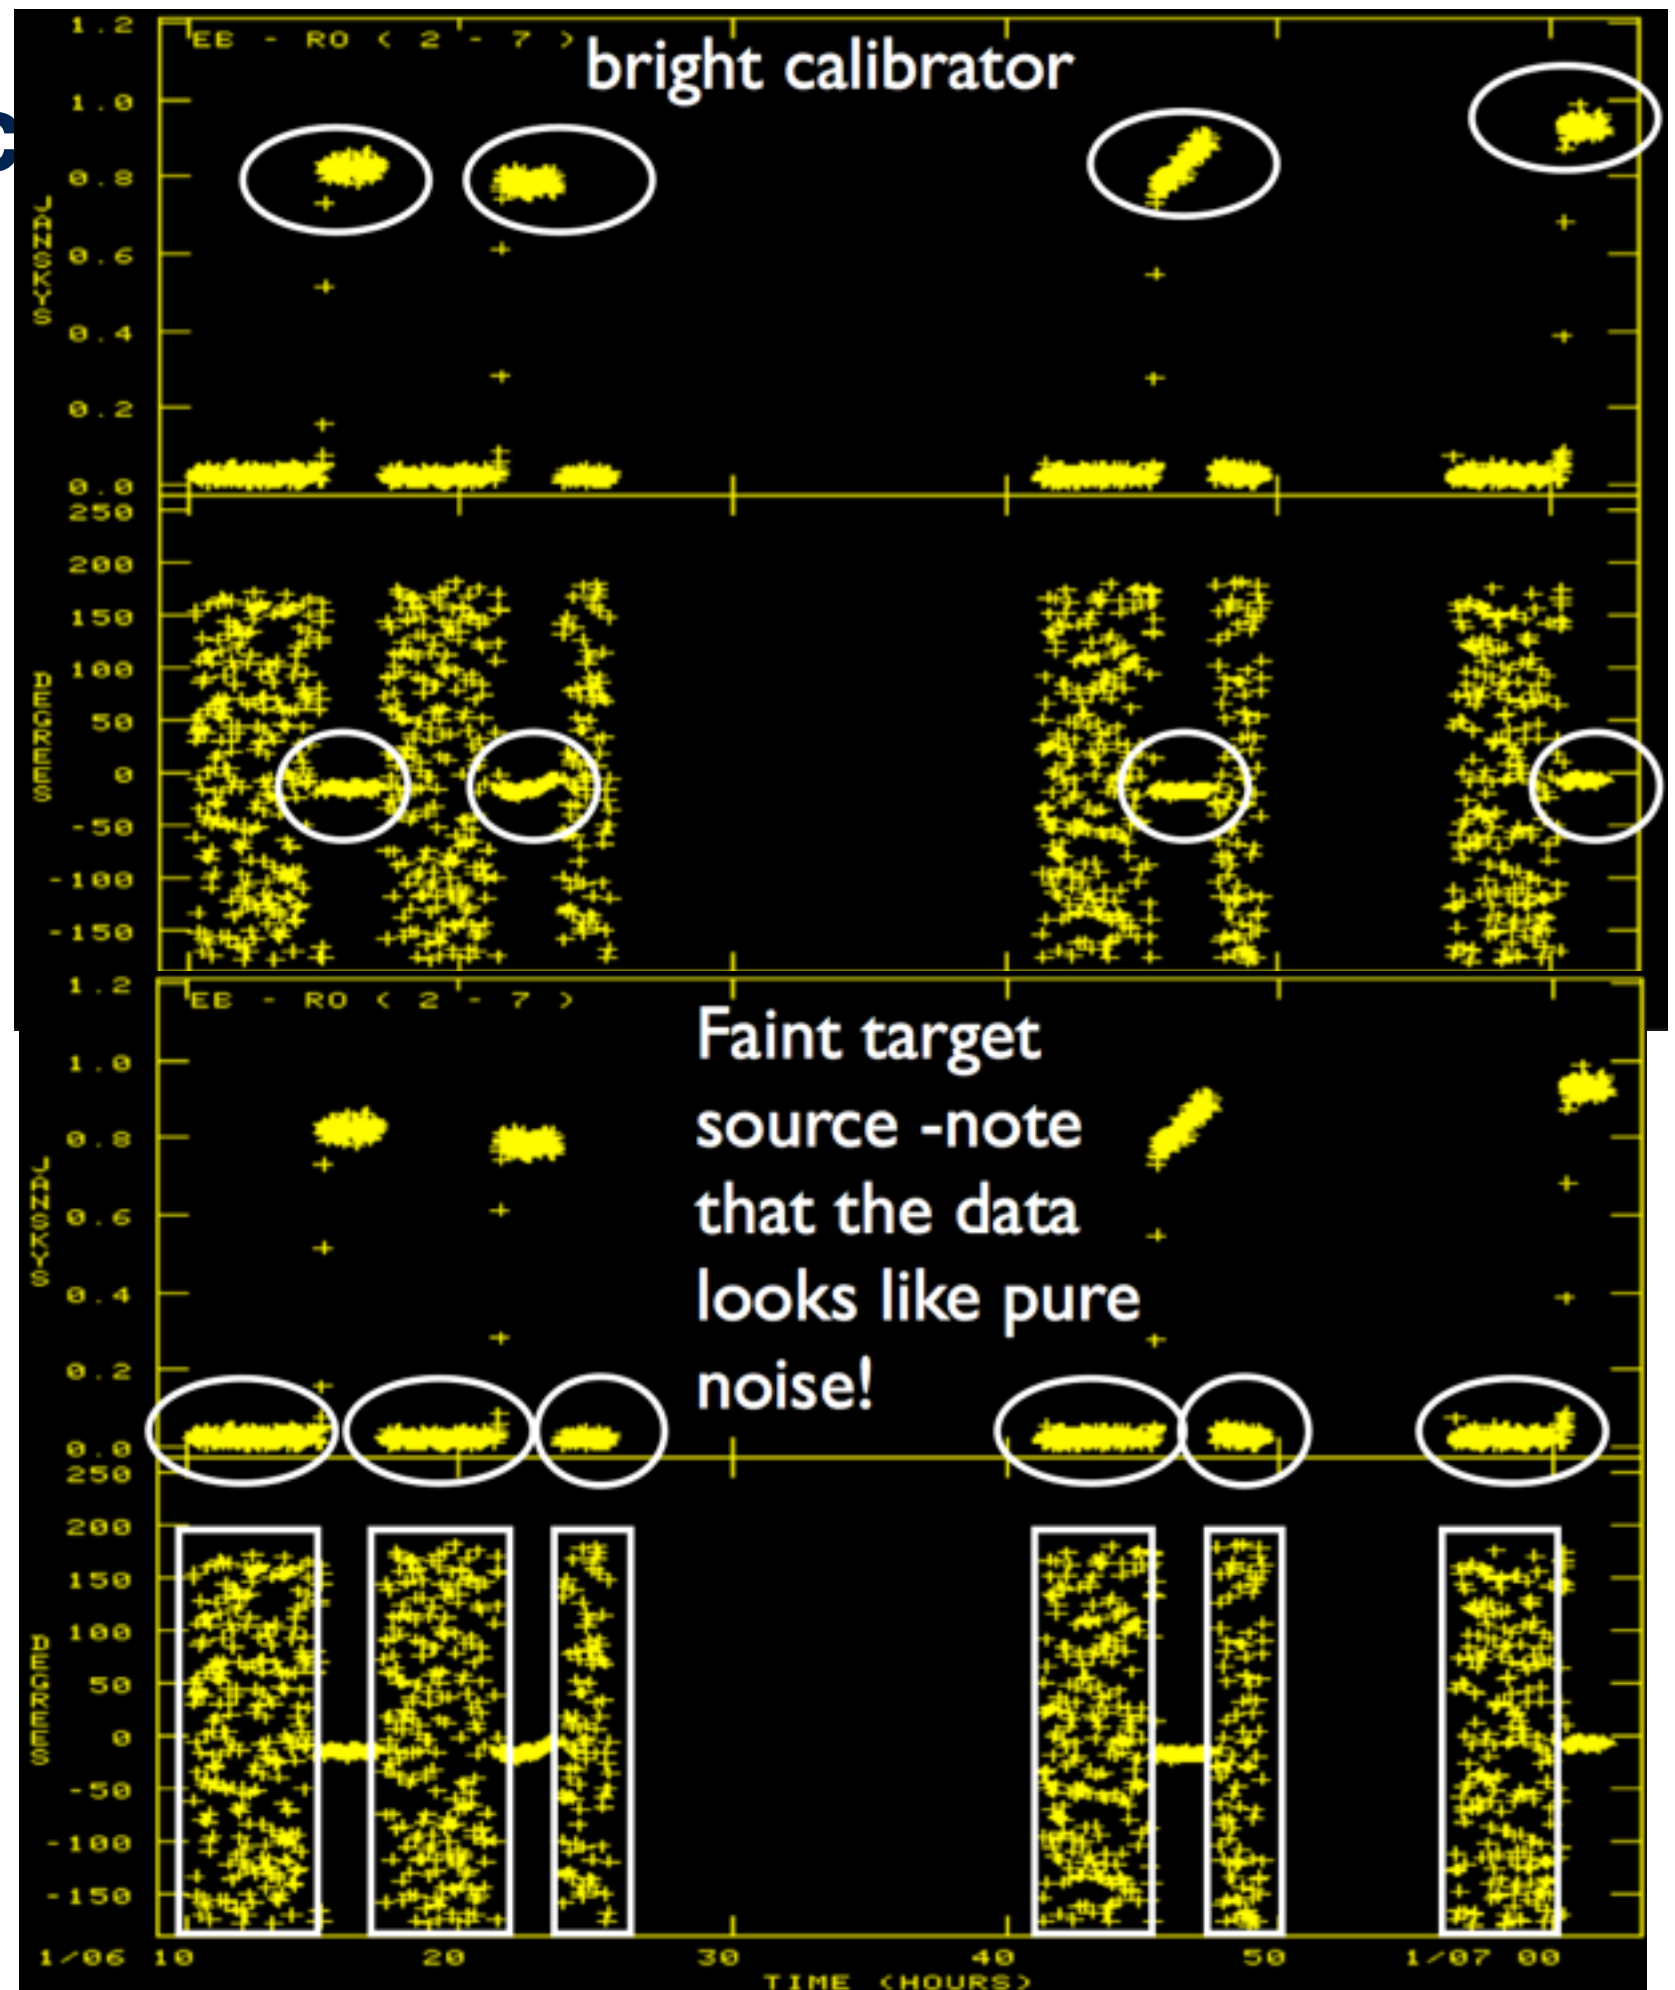 1.2
EB - RO ( 2 - 7 )
bright calibrator
1.0
0.8
0.6
0.4
0.2
0.0
JANSKYS
250
200
150
100
50
0
-50
-100
-150
DEGREES
1.2
EB - RO ( 2 - 7 )
Faint target
source -note
that the data
looks like pure
noise!
1.0
0.8
0.6
0.4
0.2
0.0
JANSKYS
250
200
150
100
50
0
-50
-100
-150
DEGREES
1/06 10 20 30 40 50 1/07 00
TIME (HOURS)